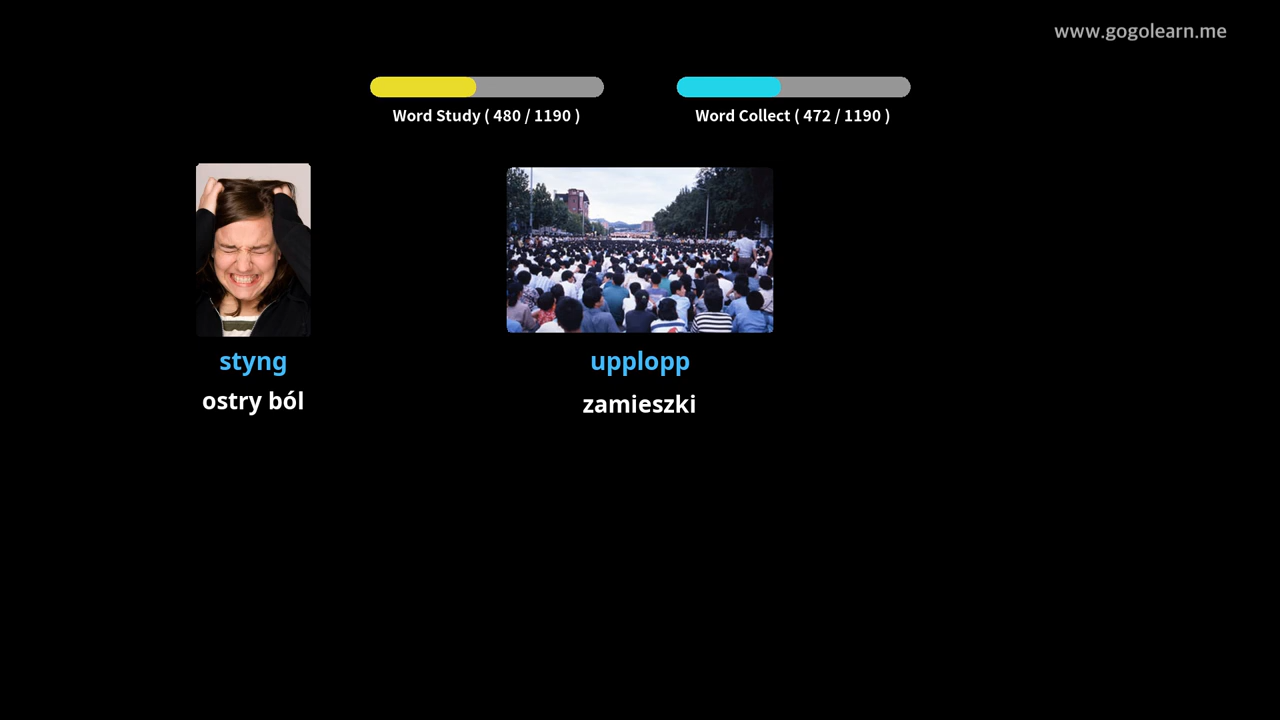 www.gogolearn.me
Word Study ( 480 / 1190 )
Word Collect ( 472 / 1190 )
styng
ostry ból
upplopp
zamieszki